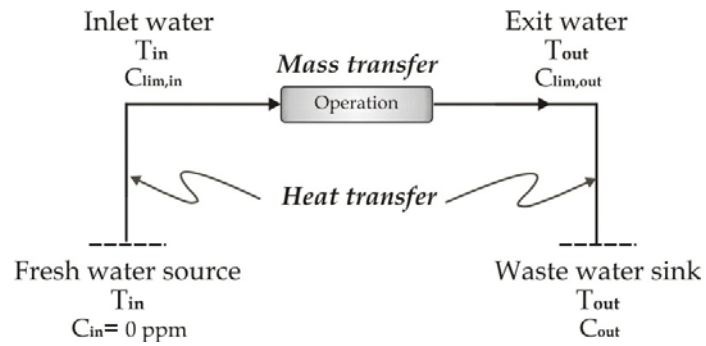 Inlet water
Tin
Clim,in
Exit water
Tout
Clim,out
Mass transfer
Operation
Heat transfer
Fresh water source
Tin
Cin= 0 ppm
Waste water sink
Tout
Cout